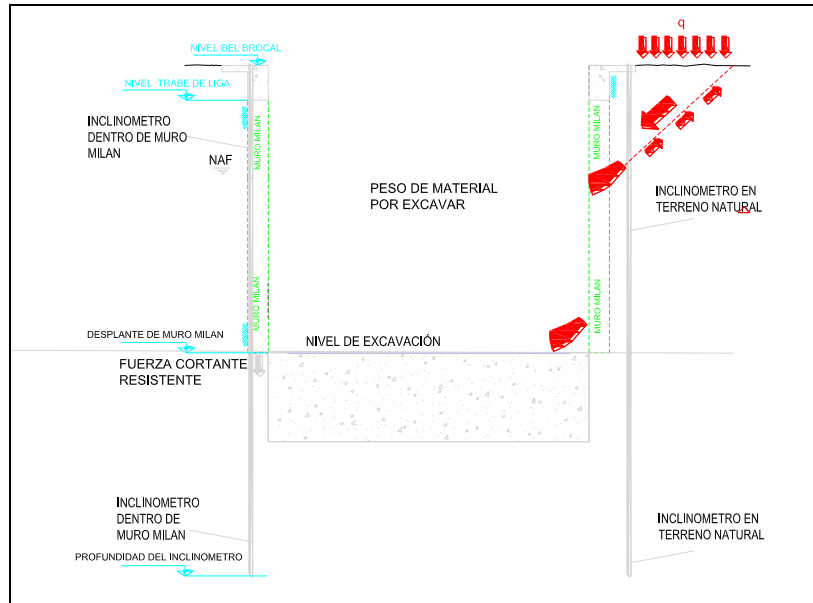 q
NIVEL DEL BROCAL
NIVEL TRABE DE LIGA
INCLINOMETRO
DENTRO DE MURO
MILAN
NAF
MURO MILAN
MURO MILAN
PESO DE MATERIAL
POR EXCAVAR
INCLINOMETRO EN
TERRENO NATURAL
MURO MILAN
MURO MILAN
DESPLANTE DE MURO MILAN
NIVEL DE EXCAVACIÓN
FUERZA CORTANTE
RESISTENTE
INCLINOMETRO
DENTRO DE
MURO MILAN
INCLINOMETRO EN
TERRENO NATURAL
PROFUNDIDAD DEL INCLINOMETRO